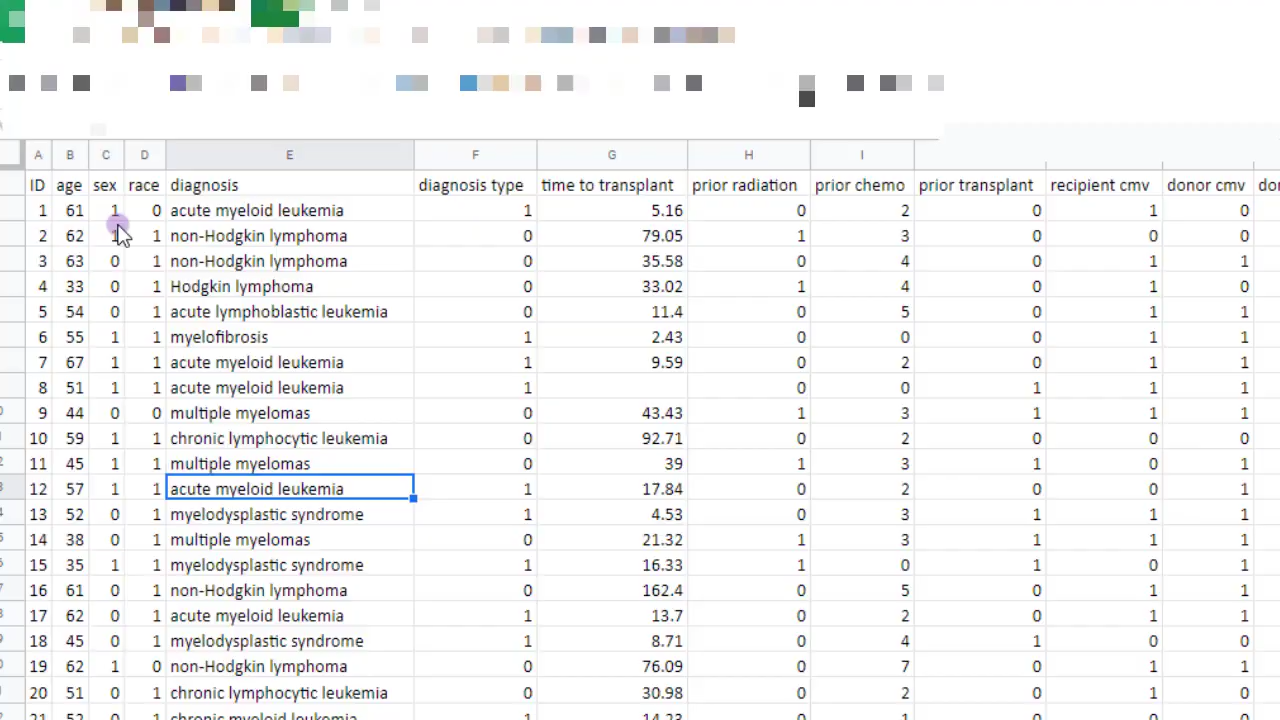 A B C D E F G H I
ID age sex race diagnosis diagnosis type time to transplant prior radiation prior chemo prior transplant recipient cmv donor cmv
1 61 1 0 acute myeloid leukemia 1 5.16 0 2 0 1 0
2 62 1 1 non-Hodgkin lymphoma 0 79.05 1 3 0 0 0
3 63 0 1 non-Hodgkin lymphoma 0 35.58 0 4 0 1 1
4 33 0 1 Hodgkin lymphoma 0 33.02 1 4 0 1 0
5 54 0 1 acute lymphoblastic leukemia 0 11.4 0 5 0 1 1
6 55 1 1 myelofibrosis 1 2.43 0 0 0 1 1
7 67 1 1 acute myeloid leukemia 1 9.59 0 2 0 1 1
8 51 1 1 acute myeloid leukemia 1 0 0 1 1 1
9 44 0 0 multiple myelomas 0 43.43 1 3 1 1 1
10 59 1 1 chronic lymphocytic leukemia 0 92.71 0 2 0 0 0
11 45 1 1 multiple myelomas 0 39 1 3 1 0 1
12 57 1 1 acute myeloid leukemia 1 17.84 0 2 0 0 1
13 52 0 1 myelodysplastic syndrome 1 4.53 0 3 1 1 1
14 38 0 1 multiple myelomas 0 21.32 1 3 1 1 1
15 35 1 1 myelodysplastic syndrome 1 16.33 1 0 1 0 1
16 61 0 1 non-Hodgkin lymphoma 0 162.4 0 5 0 1 1
17 62 0 1 acute myeloid leukemia 1 13.7 0 2 0 1 1
18 45 0 1 myelodysplastic syndrome 1 8.71 0 4 1 0 0
19 62 1 0 non-Hodgkin lymphoma 0 76.09 0 7 0 1 1
20 51 0 1 chronic lymphocytic leukemia 0 30.98 0 2 0 1 0
21 52 0 1 chronic myeloid leukemia 1 14.23 0 1 0 1 1